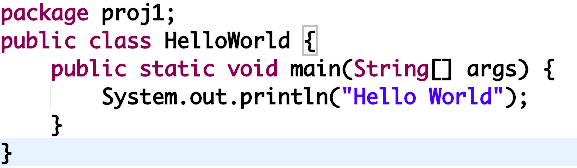 package proj1;
public class HelloWorld {
    public static void main(String[] args) {
        System.out.println("Hello World");
    }
}